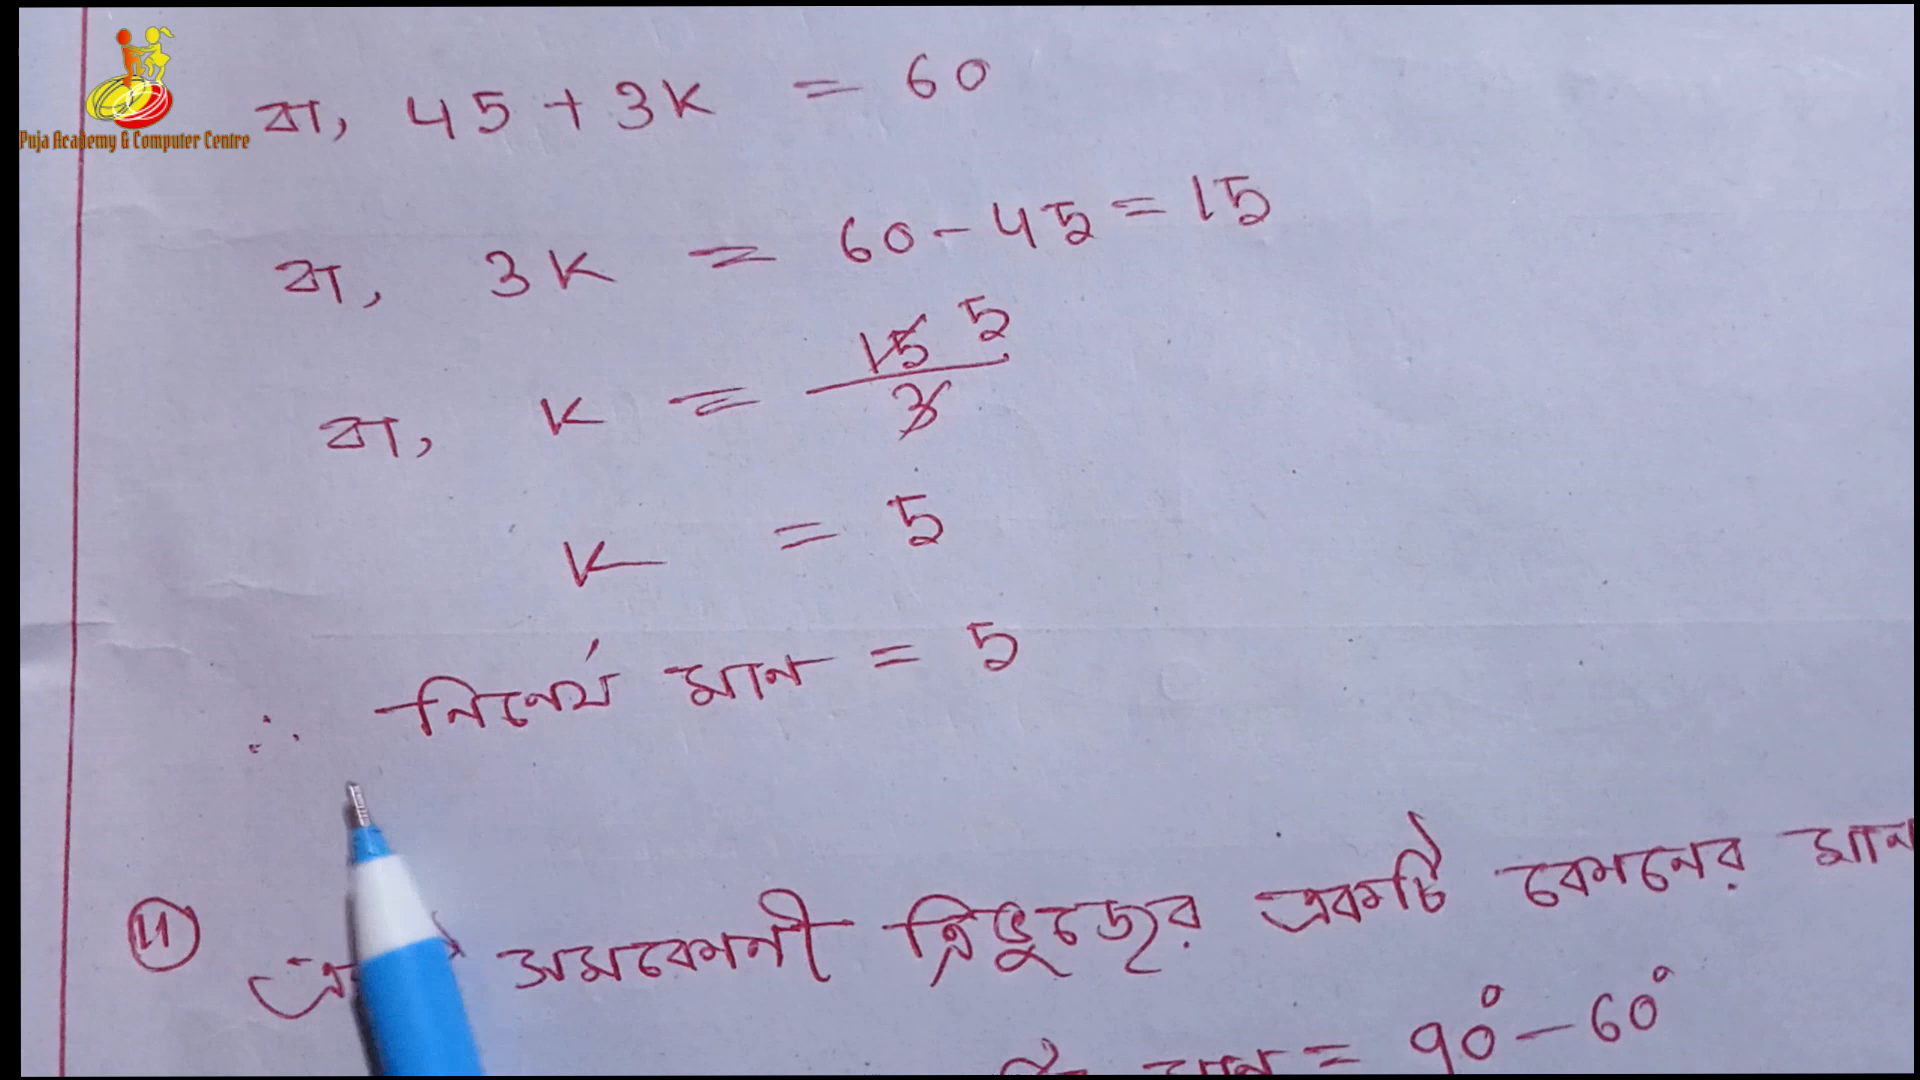 Puja Academy & Computer Centre
বা, 45 + 3K = 60
বা, 3K = 60 - 45 = 15
বা, K = 15/3 5
K = 5
∴ নির্ণেয় মান = 5
সমকোণী ত্রিভুজের একটি কোনের মান
মান = 90° - 60°